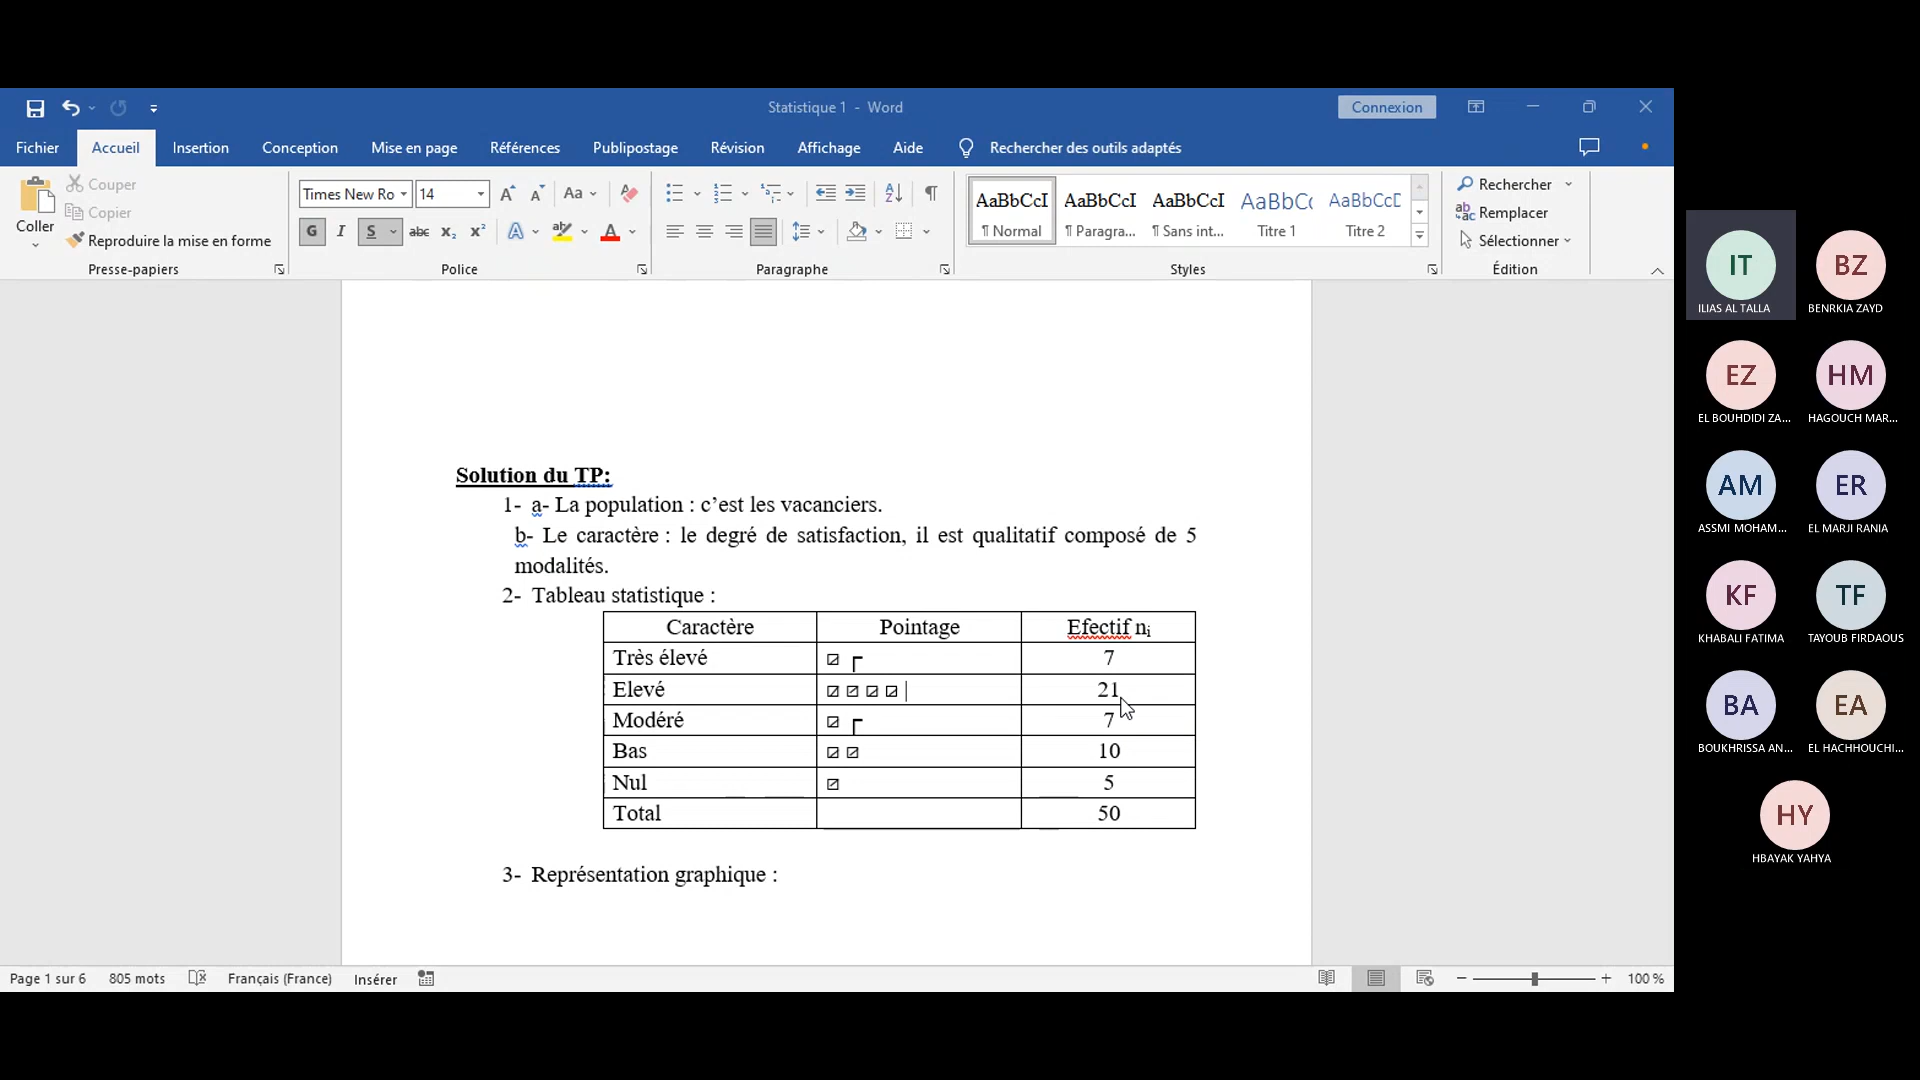 Statistique 1 - Word
Connexion
Fichier Accueil Insertion Conception Mise en page Références Publipostage Révision Affichage Aide Rechercher des outils adaptés
Coller
Couper
Copier
Reproduire la mise en forme
Presse-papiers
Times New Ro 14
Aa
G I S abc x₂ x² A A
Police
Paragraphe
AaBbCcI AaBbCcI AaBbCcI AaBbCc AaBbCcC
¶ Normal ¶ Paragra... ¶ Sans int... Titre 1 Titre 2
Styles
Rechercher
Remplacer
Sélectionner
Édition
Solution du TP:
1- a- La population : c’est les vacanciers.
b- Le caractère : le degré de satisfaction, il est qualitatif composé de 5
modalités.
2- Tableau statistique :
Caractère Pointage Efectif nᵢ
Très élevé ⍁ ┌ 7
Elevé ⍁ ⍁ ⍁ ⍁ | 21
Modéré ⍁ ┌ 7
Bas ⍁ ⍁ 10
Nul ⍁ 5
Total 50
3- Représentation graphique :
Page 1 sur 6 805 mots Français (France) Insérer 100 %
IT BZ
ILIAS AL TALLA BENRKIA ZAYD
EZ HM
EL BOUHDIDI ZA... HAGOUCH MAR...
AM ER
ASSMI MOHAM... EL MARJI RANIA
KF TF
KHABALI FATIMA TAYOUB FIRDAOUS
BA EA
BOUKHRISSA AN... EL HACHHOUCHI...
HY
HBAYAK YAHYA